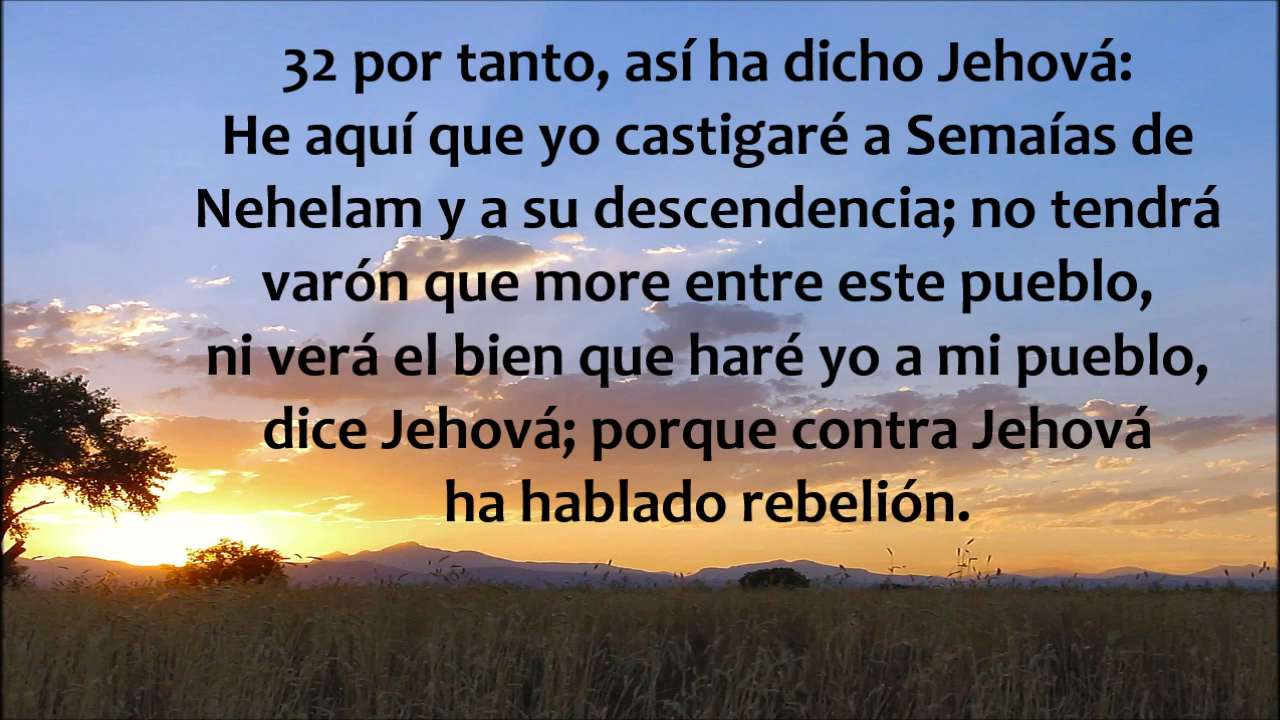 32 por tanto, así ha dicho Jehová:
He aquí que yo castigaré a Semaías de
Nehelam y a su descendencia; no tendrá
varón que more entre este pueblo,
ni verá el bien que haré yo a mi pueblo,
dice Jehová; porque contra Jehová
ha hablado rebelión.